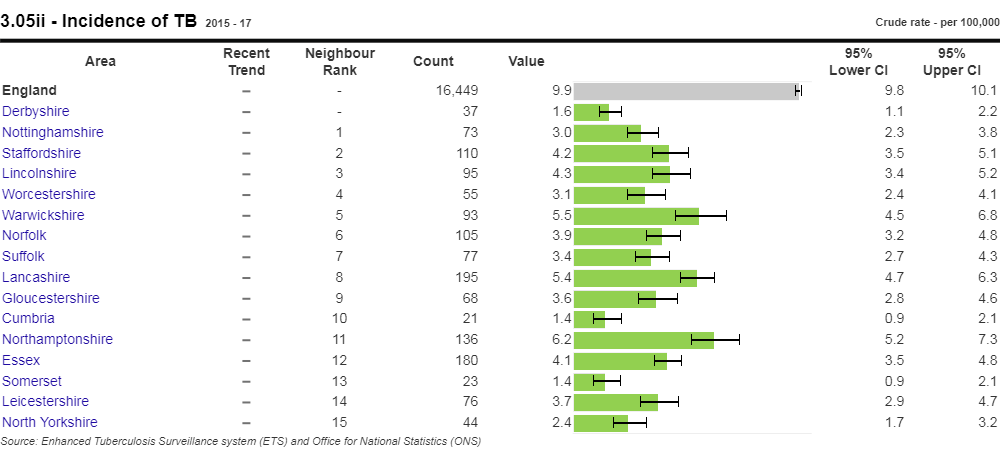 3.05ii - Incidence of TB 2015 - 17 Crude rate - per 100,000
Area Recent Trend Neighbour Rank Count Value 95% Lower CI 95% Upper CI
England – - 16,449 9.9 9.8 10.1
Derbyshire – - 37 1.6 1.1 2.2
Nottinghamshire – 1 73 3.0 2.3 3.8
Staffordshire – 2 110 4.2 3.5 5.1
Lincolnshire – 3 95 4.3 3.4 5.2
Worcestershire – 4 55 3.1 2.4 4.1
Warwickshire – 5 93 5.5 4.5 6.8
Norfolk – 6 105 3.9 3.2 4.8
Suffolk – 7 77 3.4 2.7 4.3
Lancashire – 8 195 5.4 4.7 6.3
Gloucestershire – 9 68 3.6 2.8 4.6
Cumbria – 10 21 1.4 0.9 2.1
Northamptonshire – 11 136 6.2 5.2 7.3
Essex – 12 180 4.1 3.5 4.8
Somerset – 13 23 1.4 0.9 2.1
Leicestershire – 14 76 3.7 2.9 4.7
North Yorkshire – 15 44 2.4 1.7 3.2
Source: Enhanced Tuberculosis Surveillance system (ETS) and Office for National Statistics (ONS)